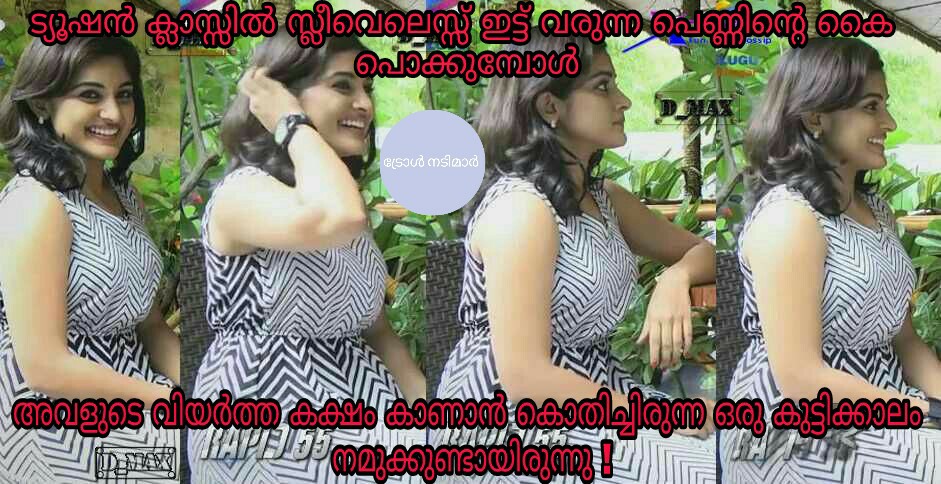 ട്യൂഷൻ ക്ലാസ്സിൽ സ്ലീവെലെസ്സ് ഇട്ട് വരുന്ന പെണ്ണിന്റെ കൈ
പൊക്കുമ്പോൾ
D_MAX
ട്രോൾ നടിമാർ
അവളുടെ വിയർത്ത കക്ഷം കാണാൻ കൊതിച്ചിരുന്ന ഒരു കുട്ടിക്കാലം
നമുക്കുണ്ടായിരുന്നു !
D_MAX